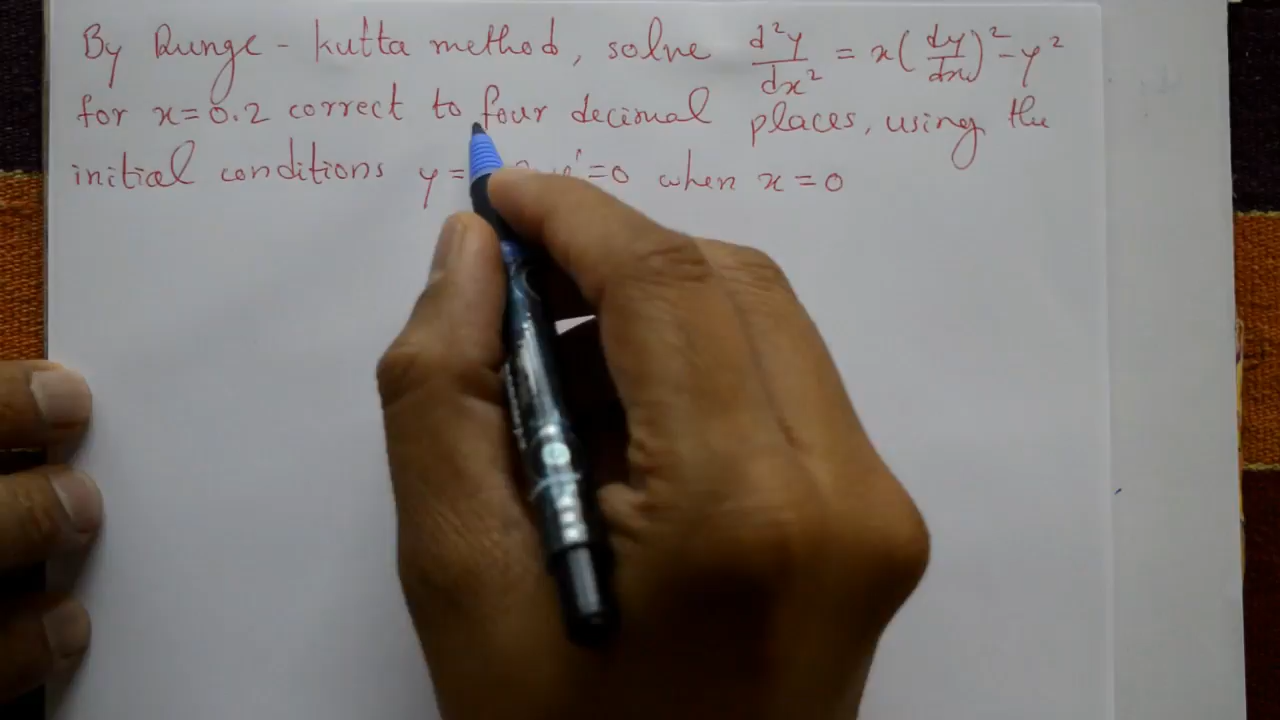 By Runge - Kutta method, solve d²y/dx² = x(dy/dx)² - y²
for x=0.2 correct to four decimal places, using the
initial conditions y= '=0 when x=0